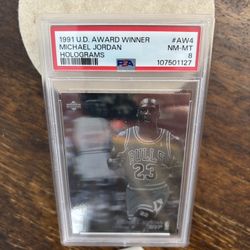 1991 U.D. AWARD WINNER #AW4
MICHAEL JORDAN NM-MT
HOLOGRAMS PSA 8
107501127
BULLS
23